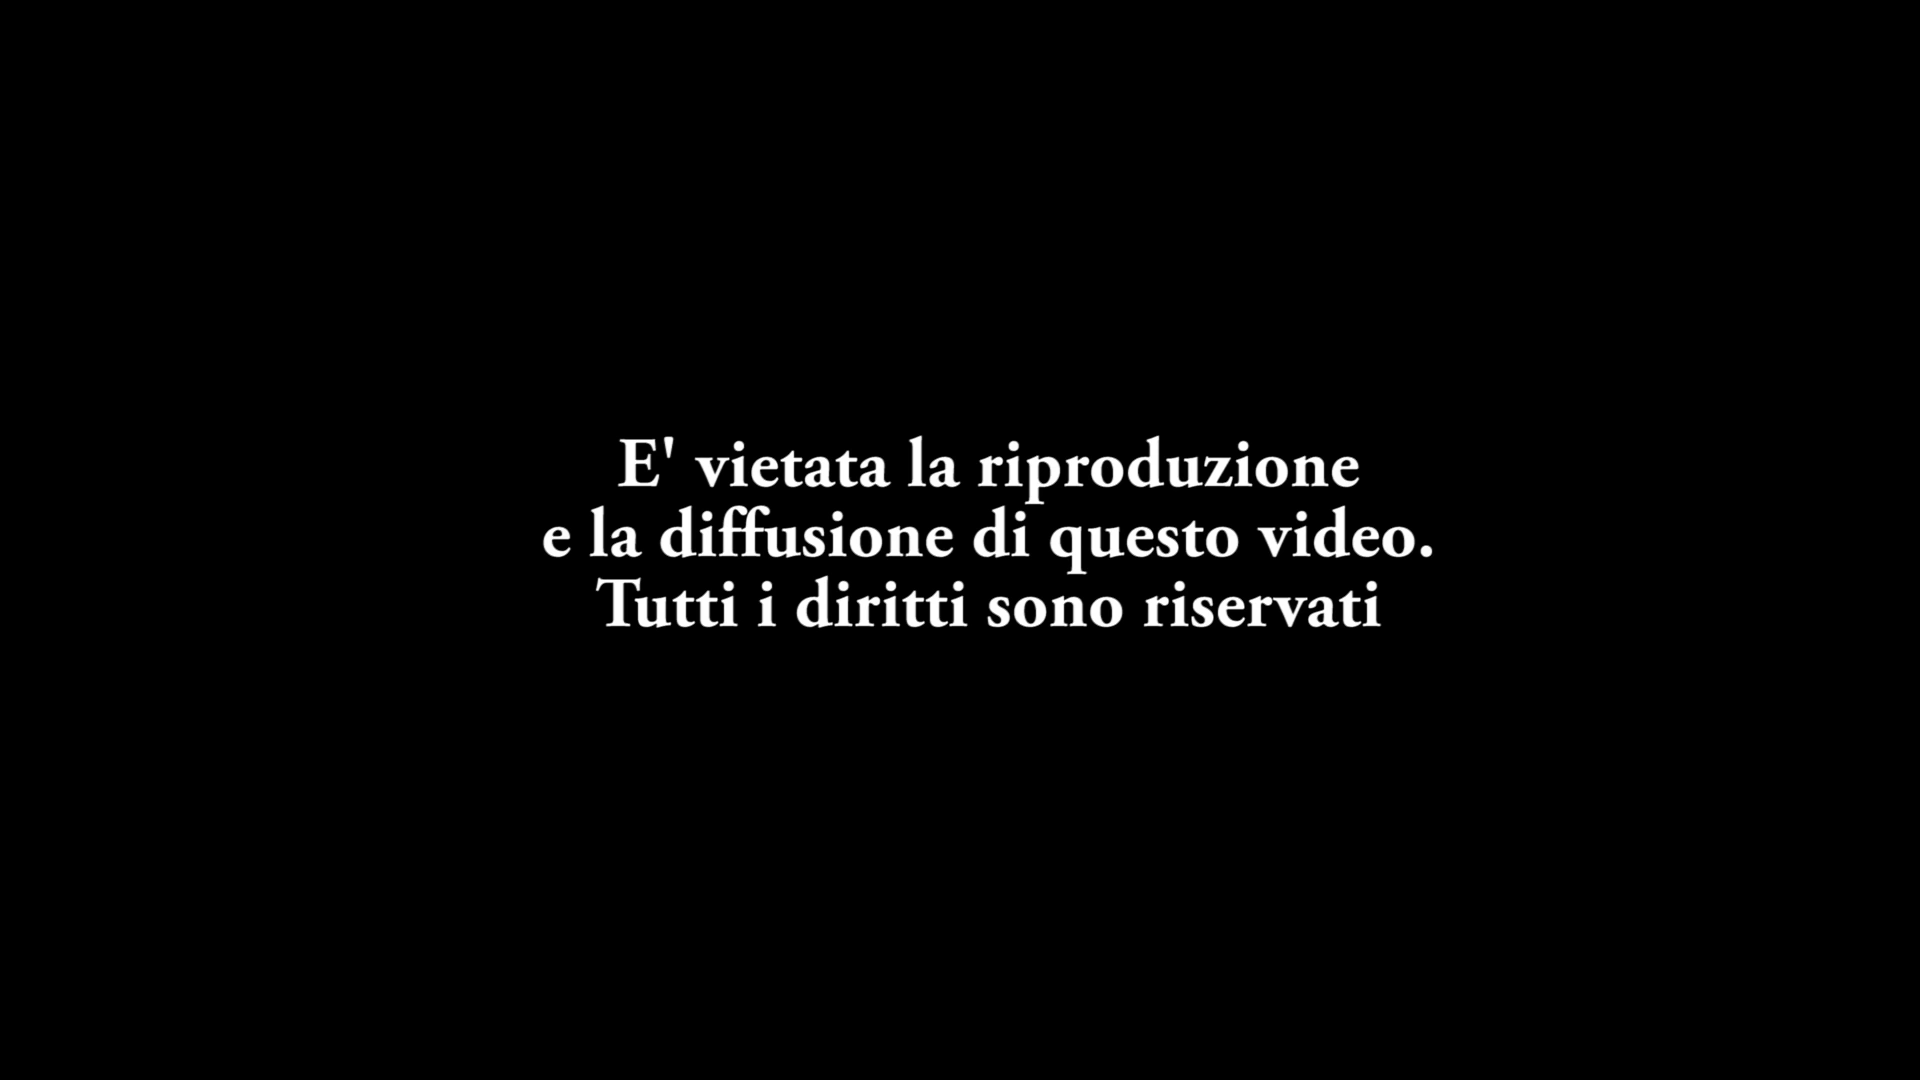 E' vietata la riproduzione
e la diffusione di questo video.
Tutti i diritti sono riservati